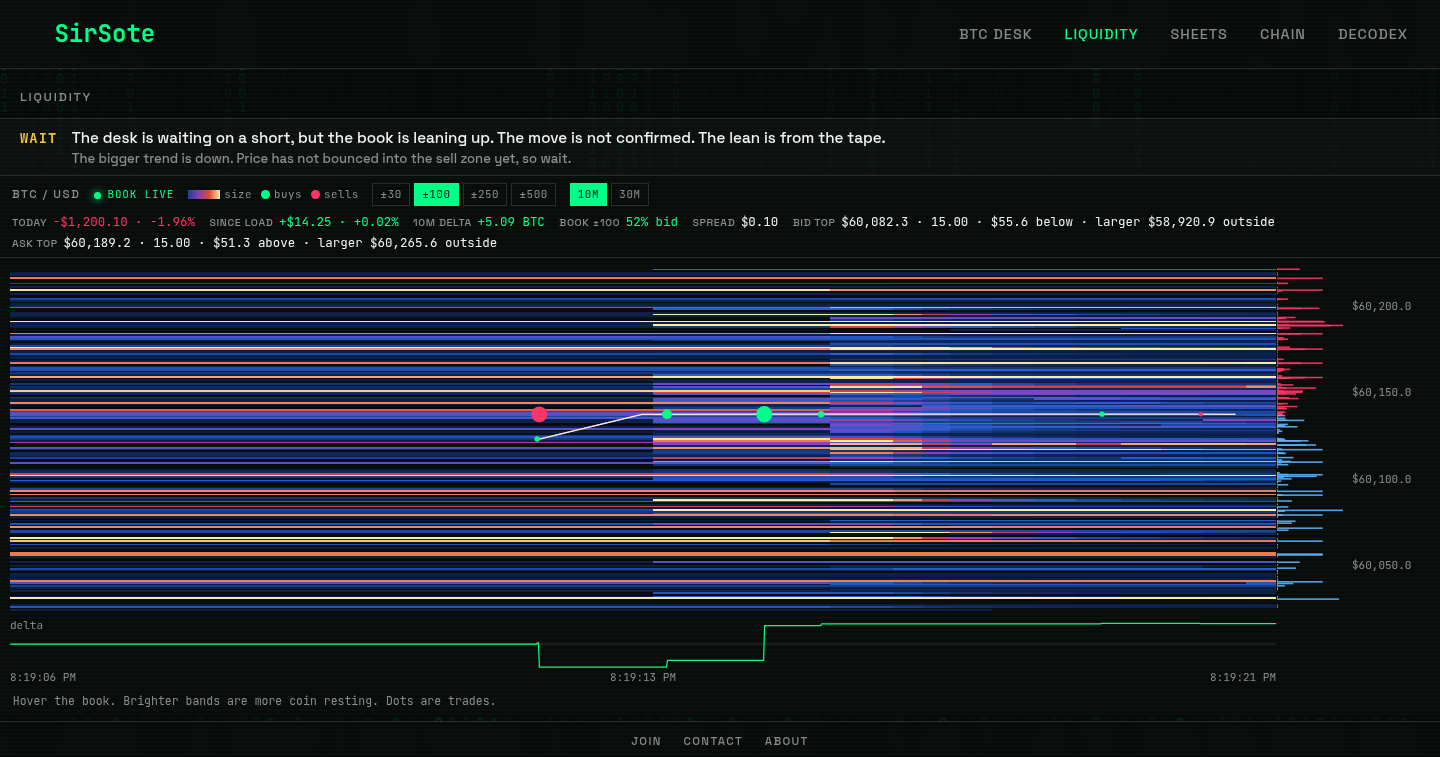 SirSote
BTC DESK LIQUIDITY SHEETS CHAIN DECODEX
LIQUIDITY
WAIT The desk is waiting on a short, but the book is leaning up. The move is not confirmed. The lean is from the tape.
The bigger trend is down. Price has not bounced into the sell zone yet, so wait.
BTC / USD BOOK LIVE size buys sells ±30 ±100 ±250 ±500 10M 30M
TODAY -$1,200.10 · -1.96% SINCE LOAD +$14.25 · +0.02% 10M DELTA +5.09 BTC BOOK ±100 52% bid SPREAD $0.10 BID TOP $60,082.3 · 15.00 · $55.6 below · larger $58,920.9 outside
ASK TOP $60,189.2 · 15.00 · $51.3 above · larger $60,265.6 outside
$60,200.0
$60,150.0
$60,100.0
$60,050.0
delta
8:19:06 PM 8:19:13 PM 8:19:21 PM
Hover the book. Brighter bands are more coin resting. Dots are trades.
JOIN CONTACT ABOUT